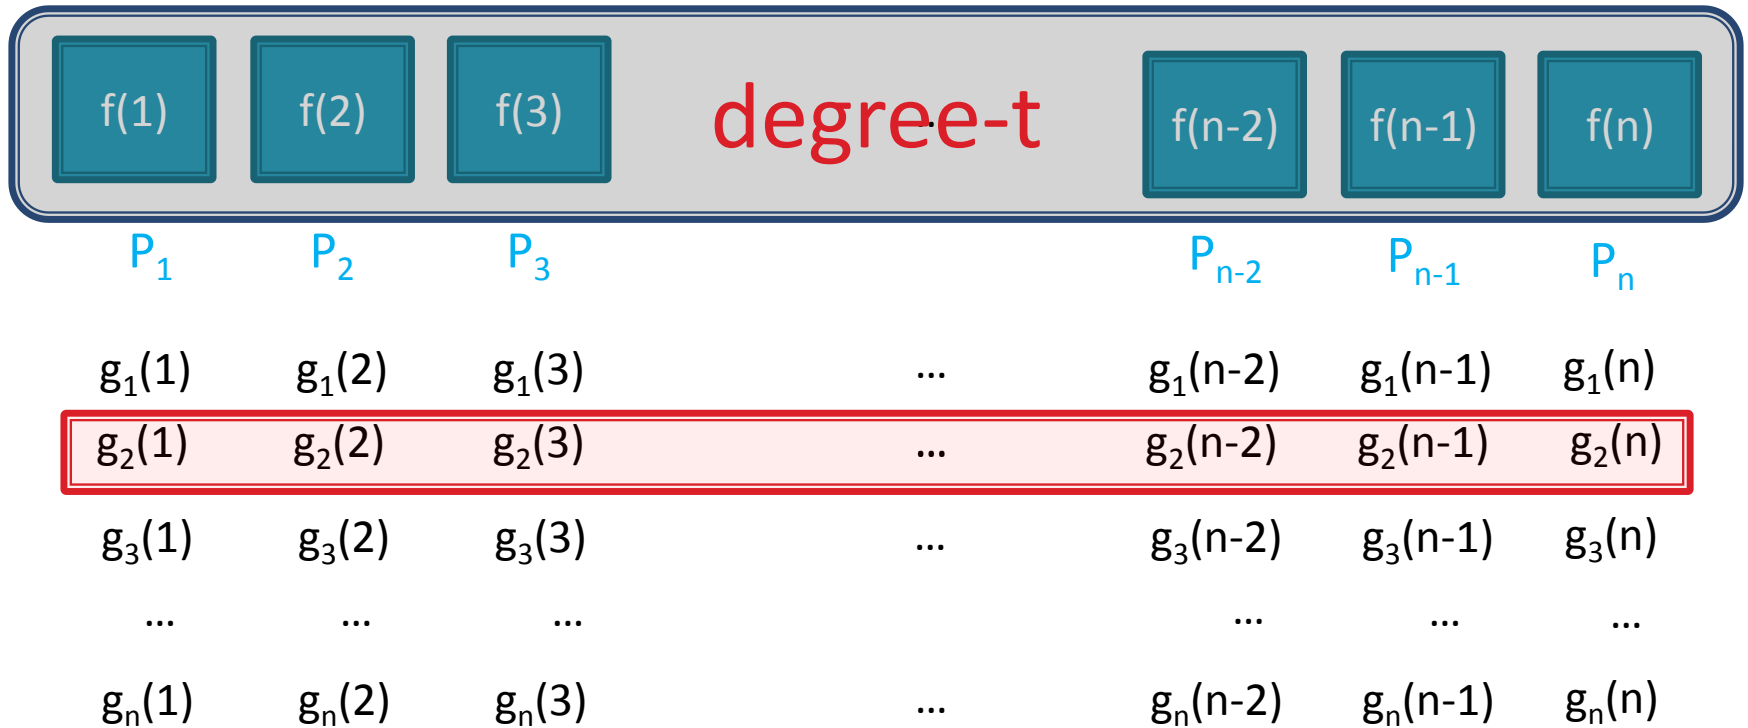 f(1) f(2) f(3) degree-t … f(n-2) f(n-1) f(n)
P₁ P₂ P₃ Pₙ₋₂ Pₙ₋₁ Pₙ
g₁(1) g₁(2) g₁(3) … g₁(n-2) g₁(n-1) g₁(n)
g₂(1) g₂(2) g₂(3) … g₂(n-2) g₂(n-1) g₂(n)
g₃(1) g₃(2) g₃(3) … g₃(n-2) g₃(n-1) g₃(n)
… … … … … …
gₙ(1) gₙ(2) gₙ(3) … gₙ(n-2) gₙ(n-1) gₙ(n)